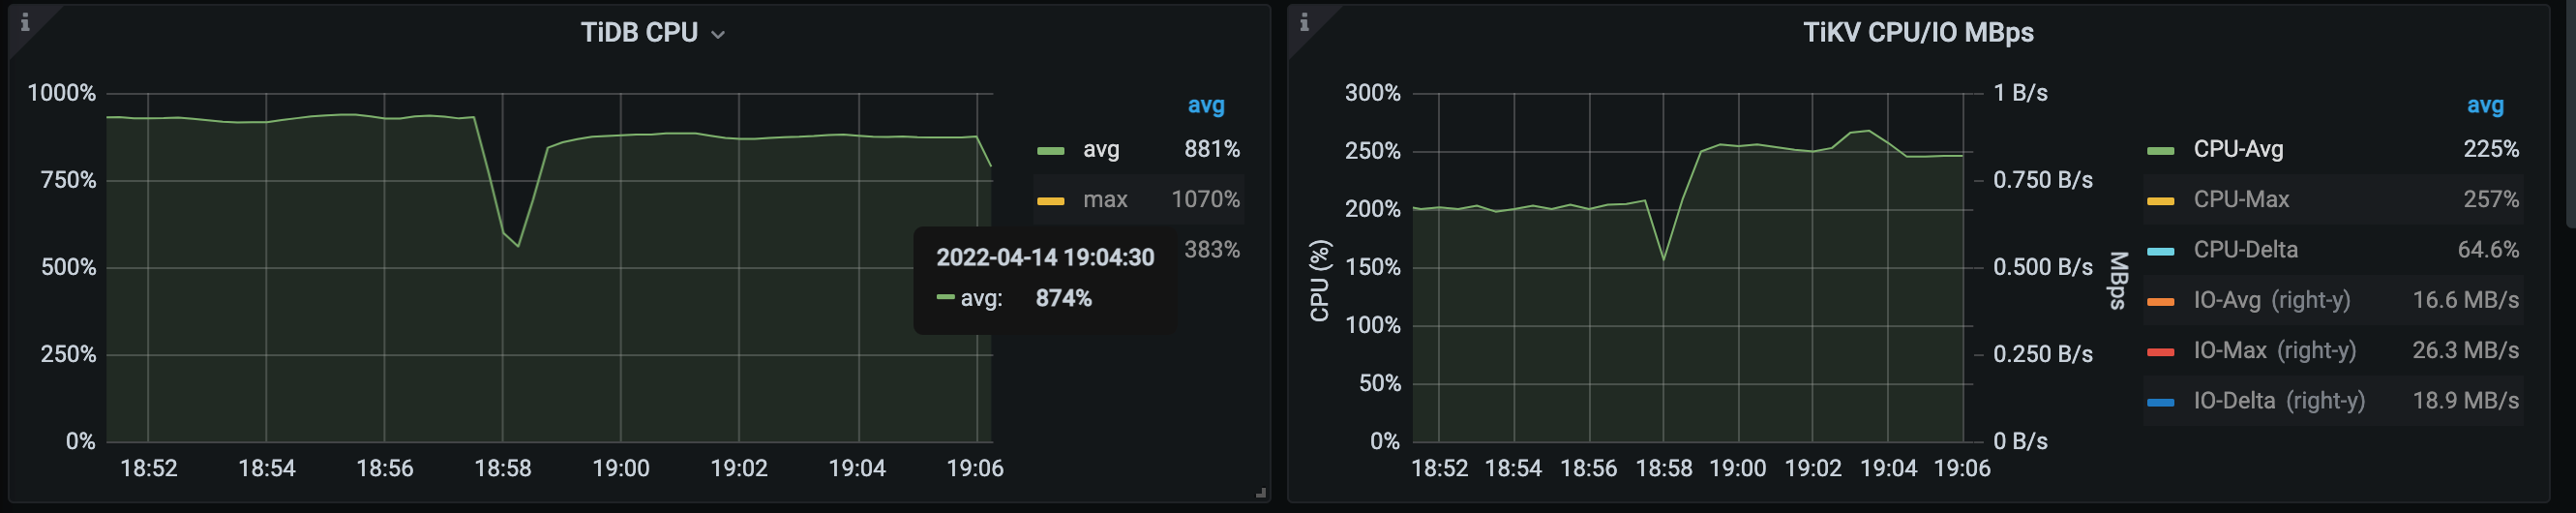 TiDB CPU
1000%
750%
500%
250%
0%
18:52 18:54 18:56 18:58 19:00 19:02 19:04 19:06
avg
avg 881%
max 1070%
383%
2022-04-14 19:04:30
avg: 874%
TiKV CPU/IO MBps
CPU (%)
300%
250%
200%
150%
100%
50%
0%
18:52 18:54 18:56 18:58 19:00 19:02 19:04 19:06
1 B/s
0.750 B/s
0.500 B/s
0.250 B/s
0 B/s
MBps
avg
CPU-Avg 225%
CPU-Max 257%
CPU-Delta 64.6%
IO-Avg (right-y) 16.6 MB/s
IO-Max (right-y) 26.3 MB/s
IO-Delta (right-y) 18.9 MB/s